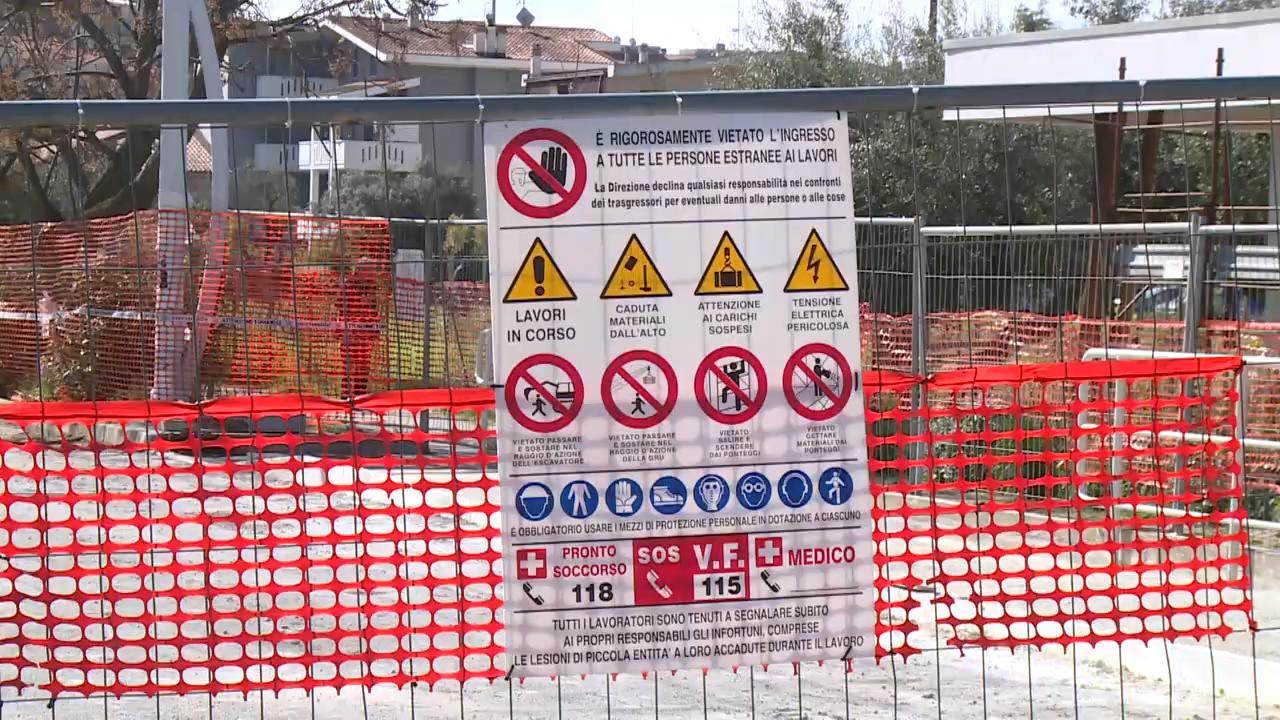 È RIGOROSAMENTE VIETATO L'INGRESSO
A TUTTE LE PERSONE ESTRANEE AI LAVORI
La Direzione declina qualsiasi responsabilità nei confronti
dei trasgressori per eventuali danni alle persone o alle cose
LAVORI
IN CORSO
CADUTA
MATERIALI
DALL'ALTO
ATTENZIONE
AI CARICHI
SOSPESI
TENSIONE
ELETTRICA
PERICOLOSA
VIETATO PASSARE
E SOSTARE NEL
RAGGIO D'AZIONE
DELL'ESCAVATORE
VIETATO PASSARE
E SOSTARE NEL
RAGGIO D'AZIONE
DELLA GRU
VIETATO
SALIRE E
SCENDERE
DAI PONTEGGI
VIETATO
GETTARE
MATERIALI DAI
PONTEGGI
È OBBLIGATORIO USARE I MEZZI DI PROTEZIONE PERSONALE IN DOTAZIONE A CIASCUNO
PRONTO
SOCCORSO
118
SOS V.F.
115
MEDICO
TUTTI I LAVORATORI SONO TENUTI A SEGNALARE SUBITO
AI PROPRI RESPONSABILI GLI INFORTUNI, COMPRESE
LE LESIONI DI PICCOLA ENTITA' A LORO ACCADUTE DURANTE IL LAVORO